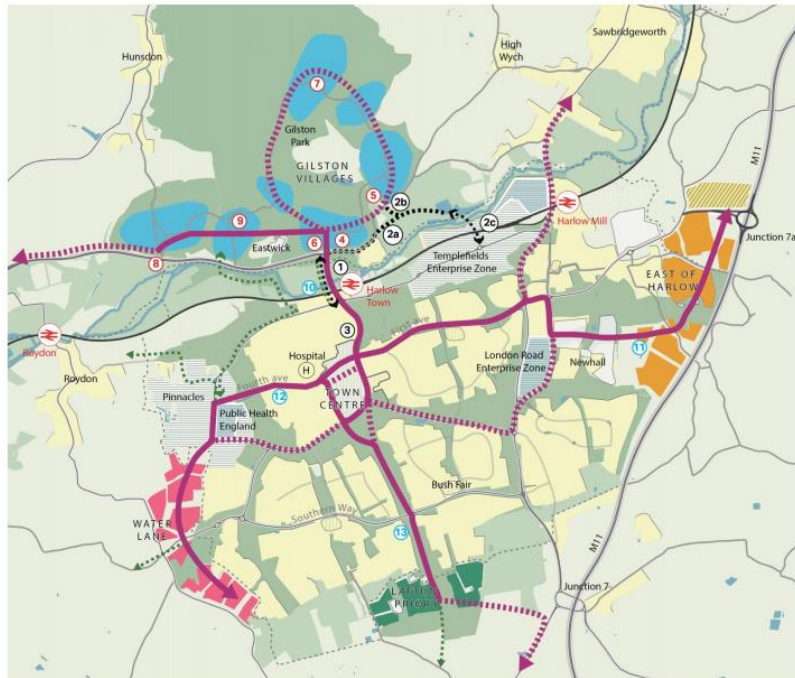 Sawbridgeworth
Hunsdon
High
Wych
M11
7
Gilston
Park
GILSTON
VILLAGES
5
2b
2c
2a
Harlow Mill
9
Eastwick
6
4
8
Templefields
Enterprise Zone
Junction 7a
1
10
Harlow
Town
EAST OF
HARLOW
3
First ave
Roydon
Hospital
H
London Road
Enterprise Zone
Newhall
11
Roydon
Fourth ave
Pinnacles
12
TOWN
CENTRE
Public Health
England
Bush Fair
Southern Way
WATER
LANE
13
M11
LATTON
PRIORY
Junction 7